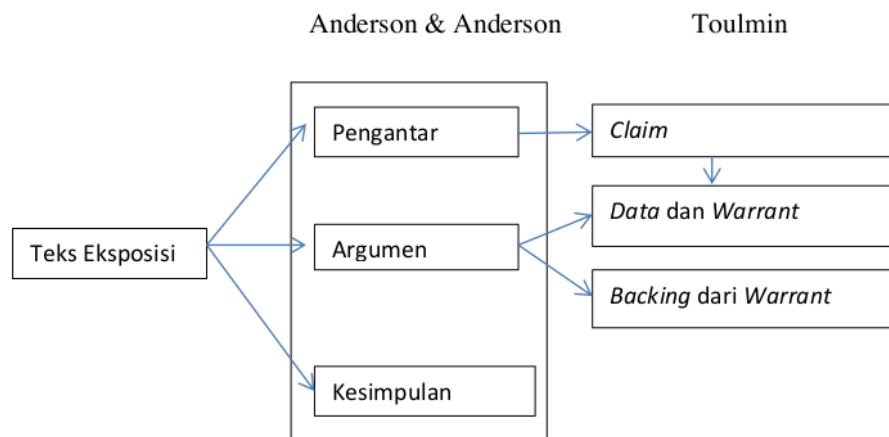 Anderson & Anderson
Toulmin
Pengantar
Claim
Data dan Warrant
Teks Eksposisi
Argumen
Backing dari Warrant
Kesimpulan